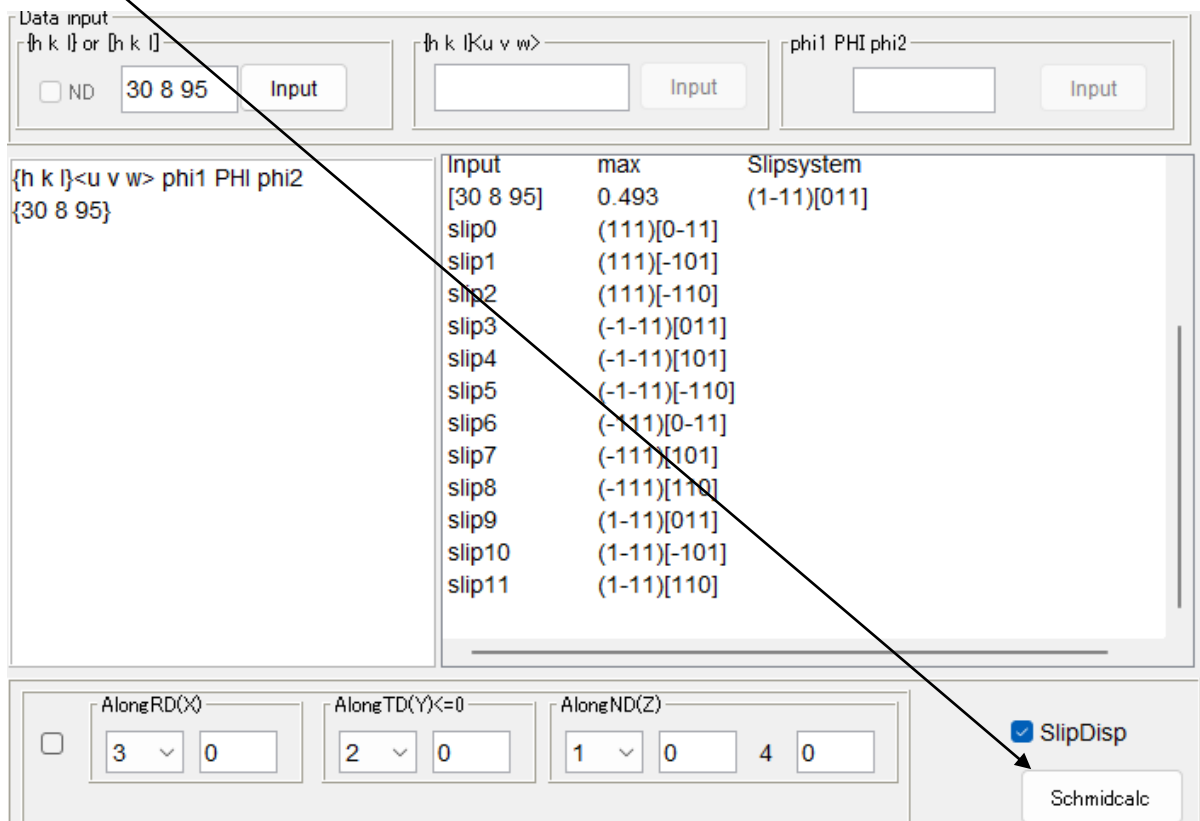 Data input
{h k l} or [h k l]
{h k l}<u v w>
phi1 PHI phi2
ND
30 8 95
Input
Input
Input
{h k l}<u v w> phi1 PHI phi2
{30 8 95}
Input max Slipsystem
[30 8 95] 0.493 (1-11)[011]
slip0 (111)[0-11]
slip1 (111)[-101]
slip2 (111)[-110]
slip3 (-1-11)[011]
slip4 (-1-11)[101]
slip5 (-1-11)[-110]
slip6 (-111)[0-11]
slip7 (-111)[101]
slip8 (-111)[110]
slip9 (1-11)[011]
slip10 (1-11)[-101]
slip11 (1-11)[110]
AlongRD(X)
AlongTD(Y)<=0
AlongND(Z)
3 0
2 0
1 0 4 0
SlipDisp
Schmidcalc